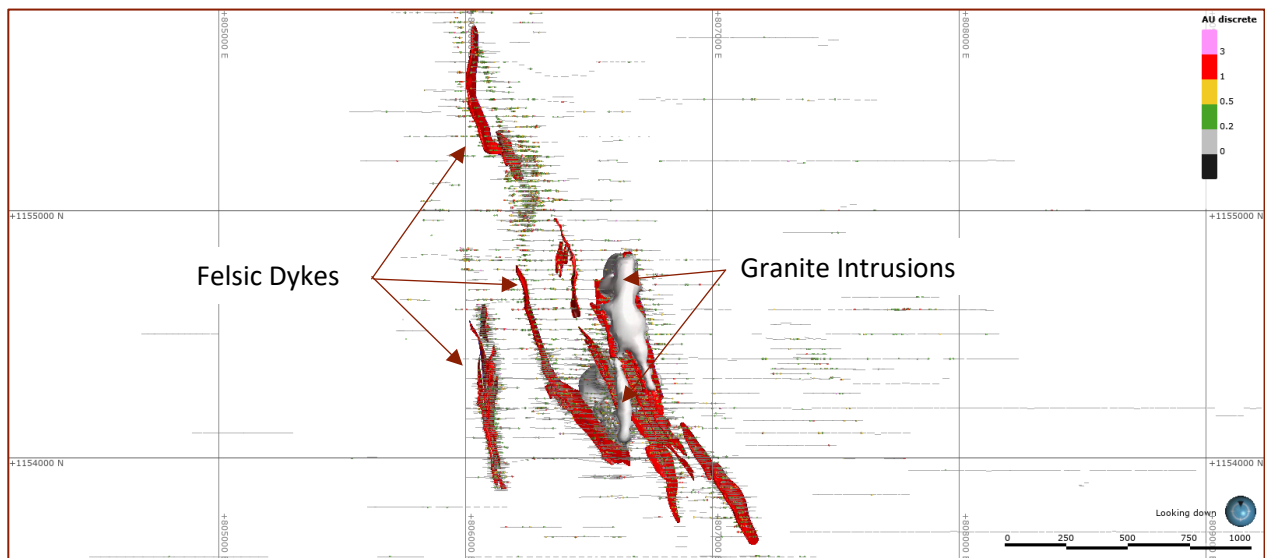 AU discrete
3
1
0.5
0.2
0
+805000 E
+806000 E
+807000 E
+808000 E
+1155000 N
+1155000 N
Felsic Dykes
Granite Intrusions
+1154000 N
+1154000 N
Looking down
0 250 500 750 1000